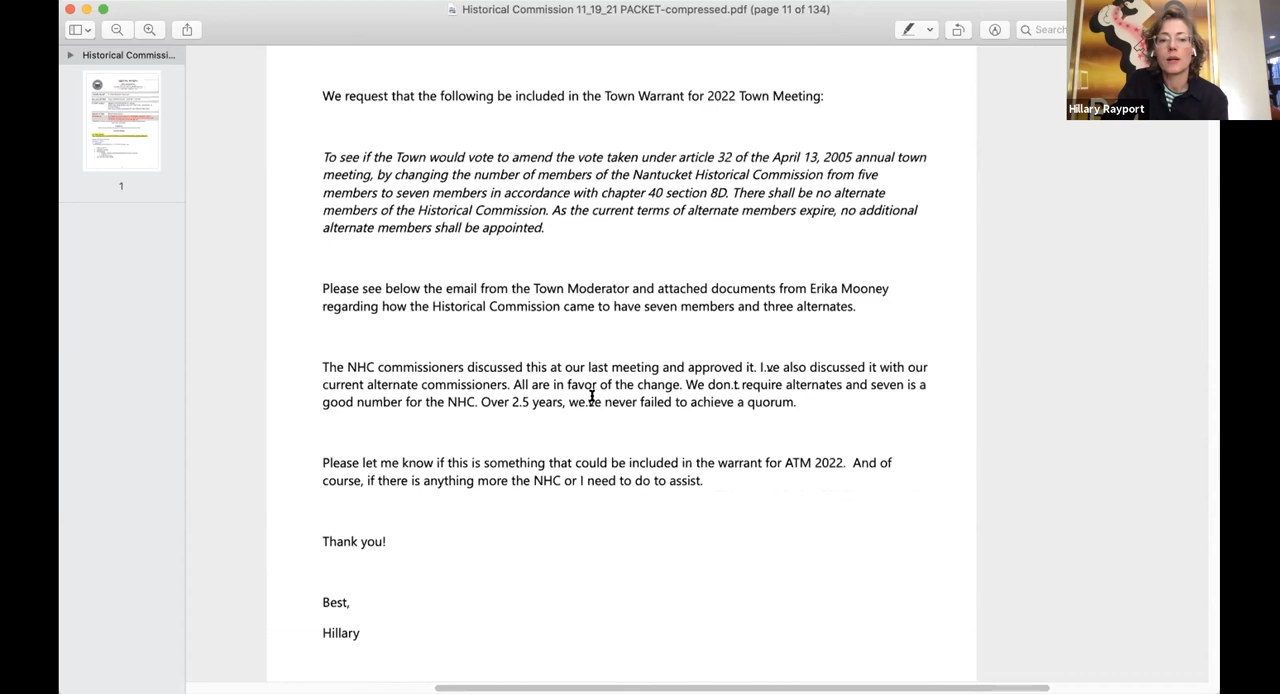 Historical Commission 11_19_21 PACKET-compressed.pdf (page 11 of 134)
Search
Historical Commissi...
1
Hillary Rayport
We request that the following be included in the Town Warrant for 2022 Town Meeting:
To see if the Town would vote to amend the vote taken under article 32 of the April 13, 2005 annual town
meeting, by changing the number of members of the Nantucket Historical Commission from five
members to seven members in accordance with chapter 40 section 8D. There shall be no alternate
members of the Historical Commission. As the current terms of alternate members expire, no additional
alternate members shall be appointed.
Please see below the email from the Town Moderator and attached documents from Erika Mooney
regarding how the Historical Commission came to have seven members and three alternates.
The NHC commissioners discussed this at our last meeting and approved it. I.ve also discussed it with our
current alternate commissioners. All are in favor of the change. We don.t require alternates and seven is a
good number for the NHC. Over 2.5 years, we.ve never failed to achieve a quorum.
Please let me know if this is something that could be included in the warrant for ATM 2022. And of
course, if there is anything more the NHC or I need to do to assist.
Thank you!
Best,
Hillary